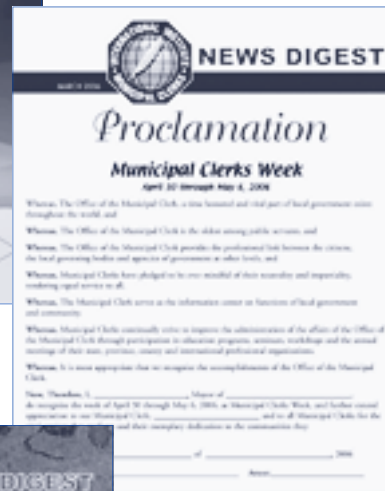 INTERNATIONAL INSTITUTE
MUNICIPAL CLERKS
NEWS DIGEST
MARCH 2006
Proclamation
Municipal Clerks Week
April 30 through May 6, 2006
Whereas, The Office of the Municipal Clerk, a time honored and vital part of local government exists
throughout the world, and
Whereas, The Office of the Municipal Clerk is the oldest among public servants, and
Whereas, The Office of the Municipal Clerk provides the professional link between the citizens,
the local governing bodies and agencies of government at other levels, and
Whereas, Municipal Clerks have pledged to be ever mindful of their neutrality and impartiality,
rendering equal service to all.
Whereas, The Municipal Clerk serves as the information center on functions of local government
and community.
Whereas, Municipal Clerks continually strive to improve the administration of the affairs of the Office of
the Municipal Clerk through participation in education programs, seminars, workshops and the annual
meetings of their state, province, county and international professional organizations.
Whereas, It is most appropriate that we recognize the accomplishments of the Office of the Municipal
Clerk.
Now, Therefore, I, Mayor of
do recognize the week of April 30 through May 6, 2006, as Municipal Clerks Week, and further extend
appreciation to our Municipal Clerk, and to all Municipal Clerks for the
and their exemplary dedication to the communities they
of 2006
Attest:
DIGEST